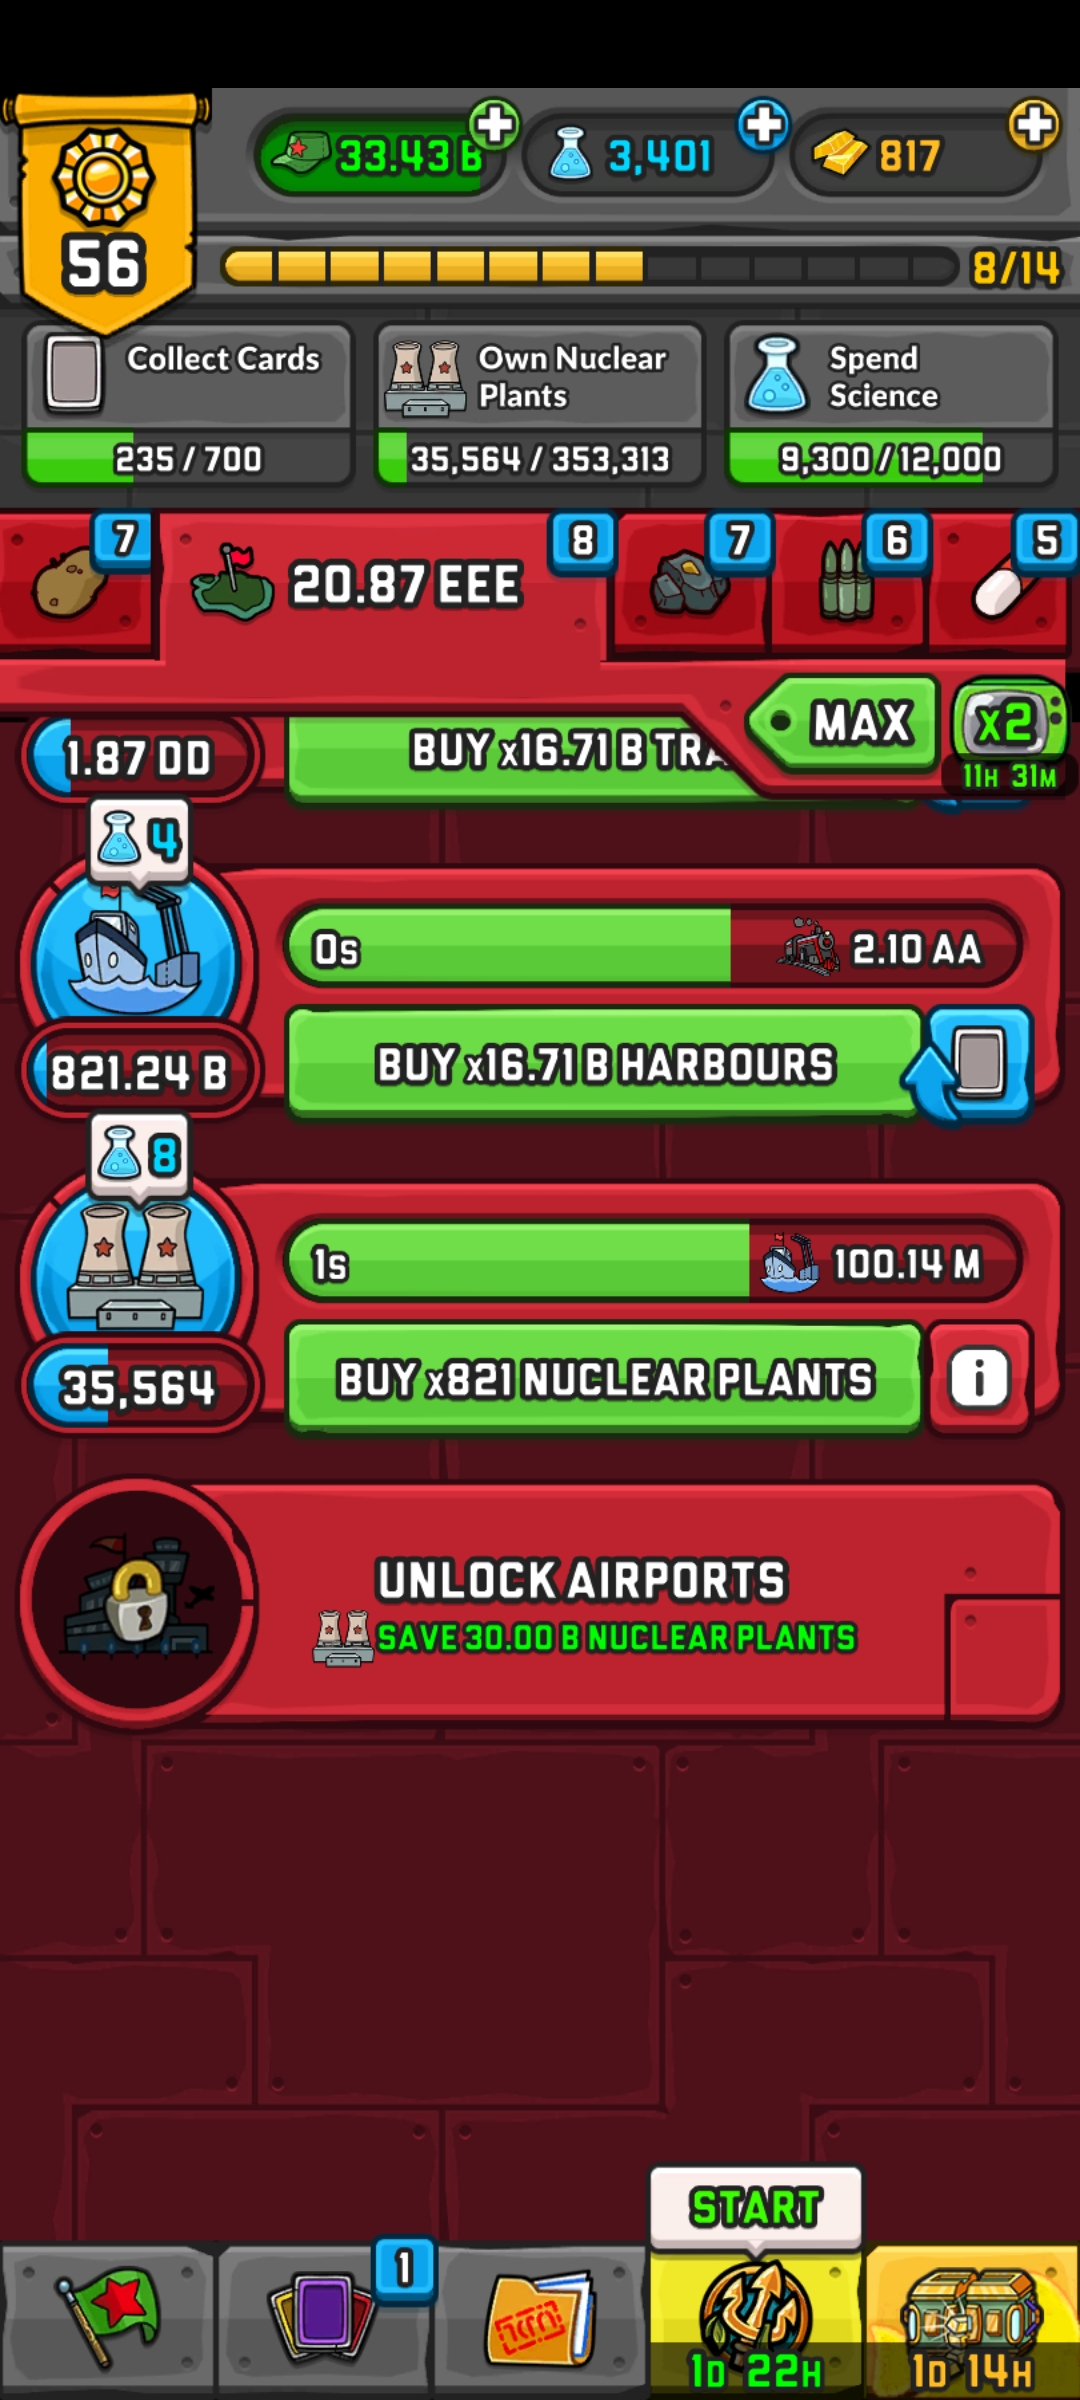 56
33.43 B
3,401
817
8/14
Collect Cards
235 / 700
Own Nuclear
Plants
35,564 / 353,313
Spend
Science
9,300 / 12,000
7
20.87 EEE
8
7
6
5
MAX
x2
11H 31M
1.87 DD
BUY x16.71 B
4
0s
2.10 AA
821.24 B
BUY x16.71 B HARBOURS
8
1s
100.14 M
35,564
BUY x821 NUCLEAR PLANTS
i
UNLOCK AIRPORTS
SAVE 30.00 B NUCLEAR PLANTS
START
1
1D 22H
1D 14H